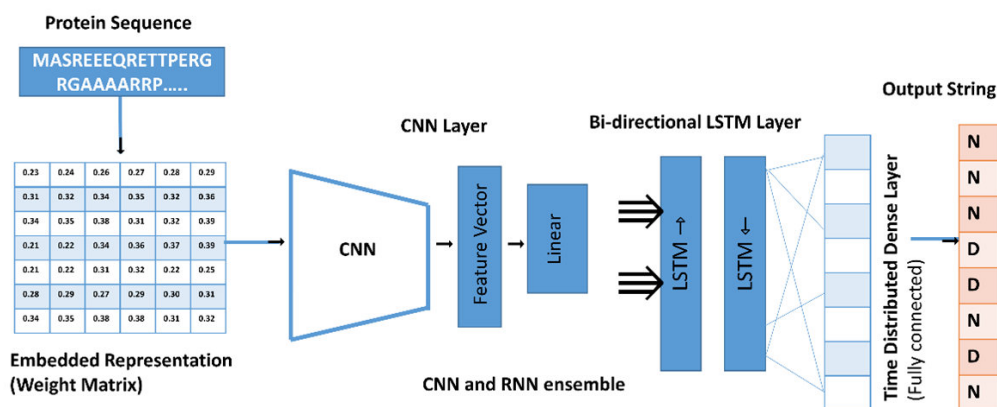 Protein Sequence
MASREEEQRETTPERG
RGAAAARRP.....
0.23 0.24 0.26 0.27 0.28 0.29
0.31 0.32 0.34 0.35 0.32 0.36
0.34 0.35 0.38 0.31 0.32 0.39
0.21 0.22 0.34 0.36 0.37 0.39
0.21 0.22 0.31 0.32 0.22 0.25
0.28 0.29 0.27 0.29 0.30 0.31
0.34 0.35 0.38 0.38 0.31 0.32
Embedded Representation
(Weight Matrix)
CNN Layer
CNN
Feature Vector
Linear
CNN and RNN ensemble
Bi-directional LSTM Layer
LSTM →
LSTM ←
Time Distributed Dense Layer
(Fully connected)
Output String
N
N
N
D
D
N
D
N